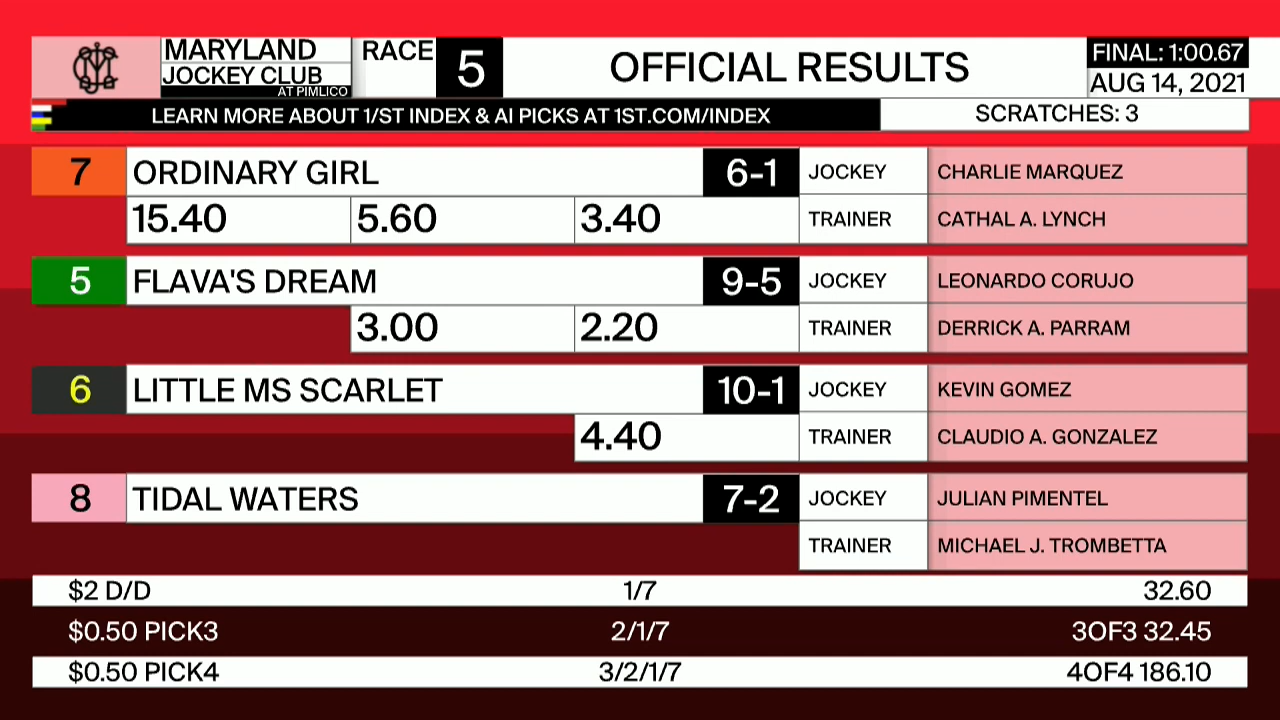 MARYLAND
JOCKEY CLUB
AT PIMLICO
RACE 5
OFFICIAL RESULTS
FINAL: 1:00.67
AUG 14, 2021
LEARN MORE ABOUT 1/ST INDEX & AI PICKS AT 1ST.COM/INDEX
SCRATCHES: 3
7 ORDINARY GIRL 6-1 JOCKEY CHARLIE MARQUEZ
15.40 5.60 3.40 TRAINER CATHAL A. LYNCH
5 FLAVA'S DREAM 9-5 JOCKEY LEONARDO CORUJO
3.00 2.20 TRAINER DERRICK A. PARRAM
6 LITTLE MS SCARLET 10-1 JOCKEY KEVIN GOMEZ
4.40 TRAINER CLAUDIO A. GONZALEZ
8 TIDAL WATERS 7-2 JOCKEY JULIAN PIMENTEL
TRAINER MICHAEL J. TROMBETTA
$2 D/D 1/7 32.60
$0.50 PICK3 2/1/7 3OF3 32.45
$0.50 PICK4 3/2/1/7 4OF4 186.10